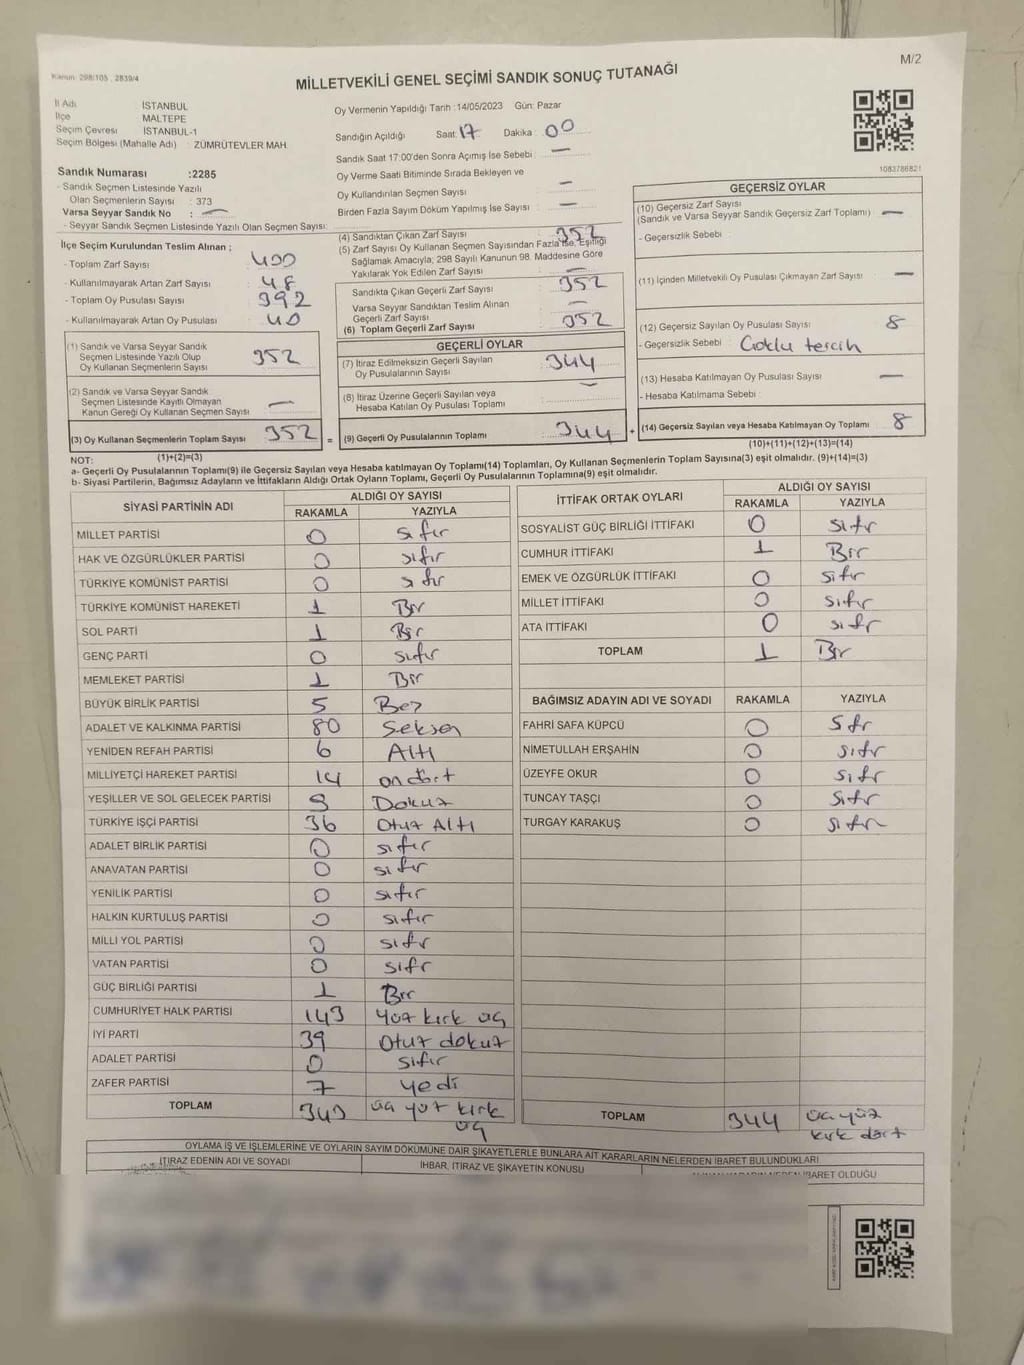 Kanun: 298/105 , 2839/4
M/2
MİLLETVEKİLİ GENEL SEÇİMİ SANDIK SONUÇ TUTANAĞI
İl Adı İSTANBUL
İlçe MALTEPE
Seçim Çevresi İSTANBUL-1
Seçim Bölgesi (Mahalle Adı) : ZÜMRÜTEVLER MAH.
Sandık Numarası :2285
- Sandık Seçmen Listesinde Yazılı
Olan Seçmenlerin Sayısı : 373
Varsa Seyyar Sandık No : —
- Seyyar Sandık Seçmen Listesinde Yazılı Olan Seçmen Sayısı:
Oy Vermenin Yapıldığı Tarih :14/05/2023 Gün: Pazar
Sandığın Açıldığı Saat: 17 Dakika : 00
Sandık Saat 17:00'den Sonra Açılmış İse Sebebi : —
Oy Verme Saati Bitiminde Sırada Bekleyen ve
Oy Kullandırılan Seçmen Sayısı : —
Birden Fazla Sayım Döküm Yapılmış İse Sayısı : —
1083786821
İlçe Seçim Kurulundan Teslim Alınan ;
- Toplam Zarf Sayısı : 400
- Kullanılmayarak Artan Zarf Sayısı : 48
- Toplam Oy Pusulası Sayısı : 392
- Kullanılmayarak Artan Oy Pusulası : 40
(4) Sandıktan Çıkan Zarf Sayısı : 352
(5) Zarf Sayısı Oy Kullanan Seçmen Sayısından Fazla İse, Eşitliği
Sağlamak Amacıyla; 298 Sayılı Kanunun 98. Maddesine Göre
Yakılarak Yok Edilen Zarf Sayısı : —
Sandıkta Çıkan Geçerli Zarf Sayısı : 352
Varsa Seyyar Sandıktan Teslim Alınan
Geçerli Zarf Sayısı : —
(6) Toplam Geçerli Zarf Sayısı : 352
GEÇERSİZ OYLAR
(10) Geçersiz Zarf Sayısı
(Sandık ve Varsa Seyyar Sandık Geçersiz Zarf Toplamı) : —
- Geçersizlik Sebebi :
(11) İçinden Milletvekili Oy Pusulası Çıkmayan Zarf Sayısı : —
(12) Geçersiz Sayılan Oy Pusulası Sayısı : 8
- Geçersizlik Sebebi : Çoklu tercih
(13) Hesaba Katılmayan Oy Pusulası Sayısı : —
- Hesaba Katılmama Sebebi :
(1) Sandık ve Varsa Seyyar Sandık
Seçmen Listesinde Yazılı Olup
Oy Kullanan Seçmenlerin Sayısı : 352
(2) Sandık ve Varsa Seyyar Sandık
Seçmen Listesinde Kayıtlı Olmayan
Kanun Gereği Oy Kullanan Seçmen Sayısı : —
GEÇERLİ OYLAR
(7) İtiraz Edilmeksizin Geçerli Sayılan
Oy Pusulalarının Sayısı : 344
(8) İtiraz Üzerine Geçerli Sayılan veya
Hesaba Katılan Oy Pusulası Toplamı : —
(3) Oy Kullanan Seçmenlerin Toplam Sayısı : 352 = (9) Geçerli Oy Pusulalarının Toplamı : 344 + (14) Geçersiz Sayılan veya Hesaba Katılmayan Oy Toplamı : 8
(1)+(2)=(3) (10)+(11)+(12)+(13)=(14)
NOT:
a- Geçerli Oy Pusulalarının Toplamı(9) ile Geçersiz Sayılan veya Hesaba katılmayan Oy Toplamı(14) Toplamları, Oy Kullanan Seçmenlerin Toplam Sayısına(3) eşit olmalıdır. (9)+(14)=(3)
b- Siyasi Partilerin, Bağımsız Adayların ve İttifakların Aldığı Ortak Oyların Toplamı, Geçerli Oy Pusulalarının Toplamına(9) eşit olmalıdır.
SİYASİ PARTİNİN ADI ALDIĞI OY SAYISI
RAKAMLA YAZIYLA
MİLLET PARTİSİ 0 sıfır
HAK VE ÖZGÜRLÜKLER PARTİSİ 0 sıfır
TÜRKİYE KOMÜNİST PARTİSİ 0 sıfır
TÜRKİYE KOMÜNİST HAREKETİ 1 Bir
SOL PARTİ 1 Bir
GENÇ PARTİ 0 sıfır
MEMLEKET PARTİSİ 1 Bir
BÜYÜK BİRLİK PARTİSİ 5 Beş
ADALET VE KALKINMA PARTİSİ 80 Seksen
YENİDEN REFAH PARTİSİ 6 Altı
MİLLİYETÇİ HAREKET PARTİSİ 14 on dört
YEŞİLLER VE SOL GELECEK PARTİSİ 9 Dokuz
TÜRKİYE İŞÇİ PARTİSİ 36 Otuz Altı
ADALET BİRLİK PARTİSİ 0 sıfır
ANAVATAN PARTİSİ 0 sıfır
YENİLİK PARTİSİ 0 sıfır
HALKIN KURTULUŞ PARTİSİ 0 sıfır
MİLLİ YOL PARTİSİ 0 sıfır
VATAN PARTİSİ 0 sıfır
GÜÇ BİRLİĞİ PARTİSİ 1 Bir
CUMHURİYET HALK PARTİSİ 143 Yüz kırk üç
İYİ PARTİ 39 Otuz dokuz
ADALET PARTİSİ 0 sıfır
ZAFER PARTİSİ 7 yedi
TOPLAM 343 üç yüz kırk
üç
İTTİFAK ORTAK OYLARI ALDIĞI OY SAYISI
RAKAMLA YAZIYLA
SOSYALİST GÜÇ BİRLİĞİ İTTİFAKI 0 sıfır
CUMHUR İTTİFAKI 1 Bir
EMEK VE ÖZGÜRLÜK İTTİFAKI 0 sıfır
MİLLET İTTİFAKI 0 sıfır
ATA İTTİFAKI 0 sıfır
TOPLAM 1 Bir
BAĞIMSIZ ADAYIN ADI VE SOYADI RAKAMLA YAZIYLA
FAHRİ SAFA KÜPCÜ 0 Sıfır
NİMETULLAH ERŞAHİN 0 sıfır
ÜZEYFE OKUR 0 sıfır
TUNCAY TAŞÇI 0 sıfır
TURGAY KARAKUŞ 0 sıfır
TOPLAM 344 üç yüz
kırk dört
OYLAMA İŞ VE İŞLEMLERİNE VE OYLARIN SAYIM DÖKÜMÜNE DAİR ŞİKAYETLERLE BUNLARA AİT KARARLARIN NELERDEN İBARET BULUNDUKLARI
İTİRAZ EDENİN ADI VE SOYADI İHBAR, İTİRAZ VE ŞİKAYETİN KONUSU İBARET OLDUĞU